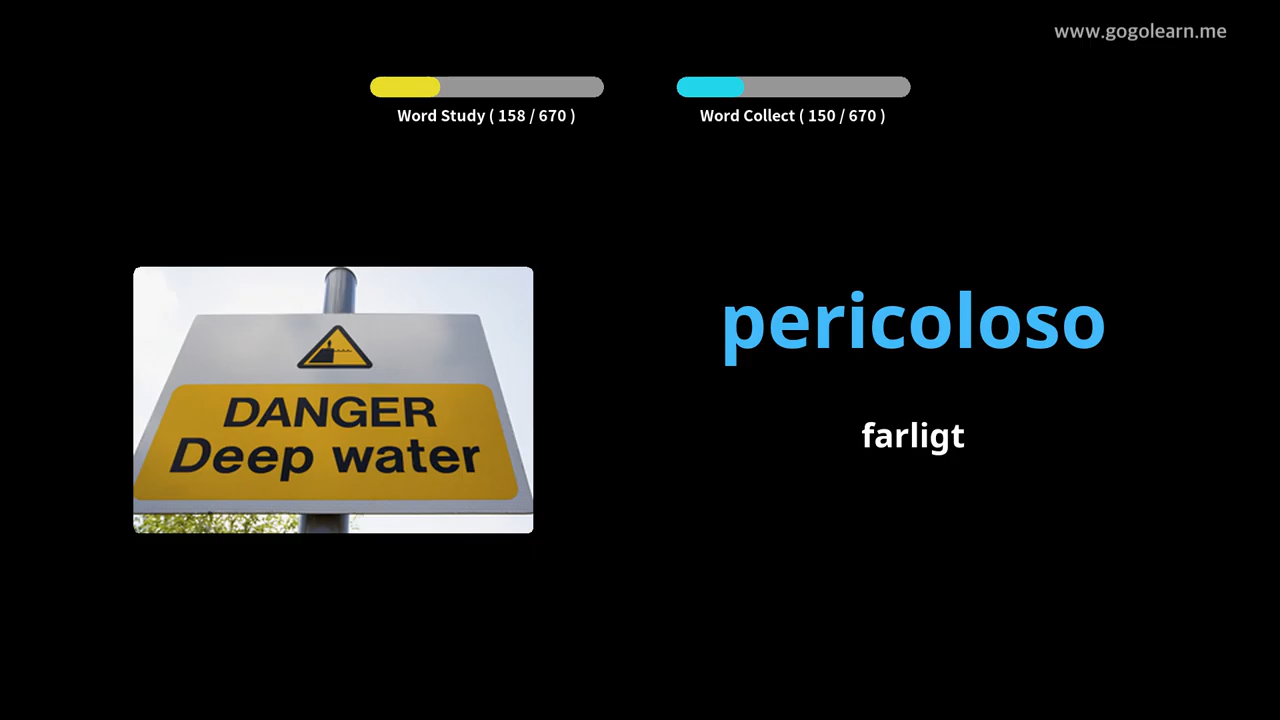 www.gogolearn.me
Word Study ( 158 / 670 )
Word Collect ( 150 / 670 )
DANGER
Deep water
pericoloso
farligt